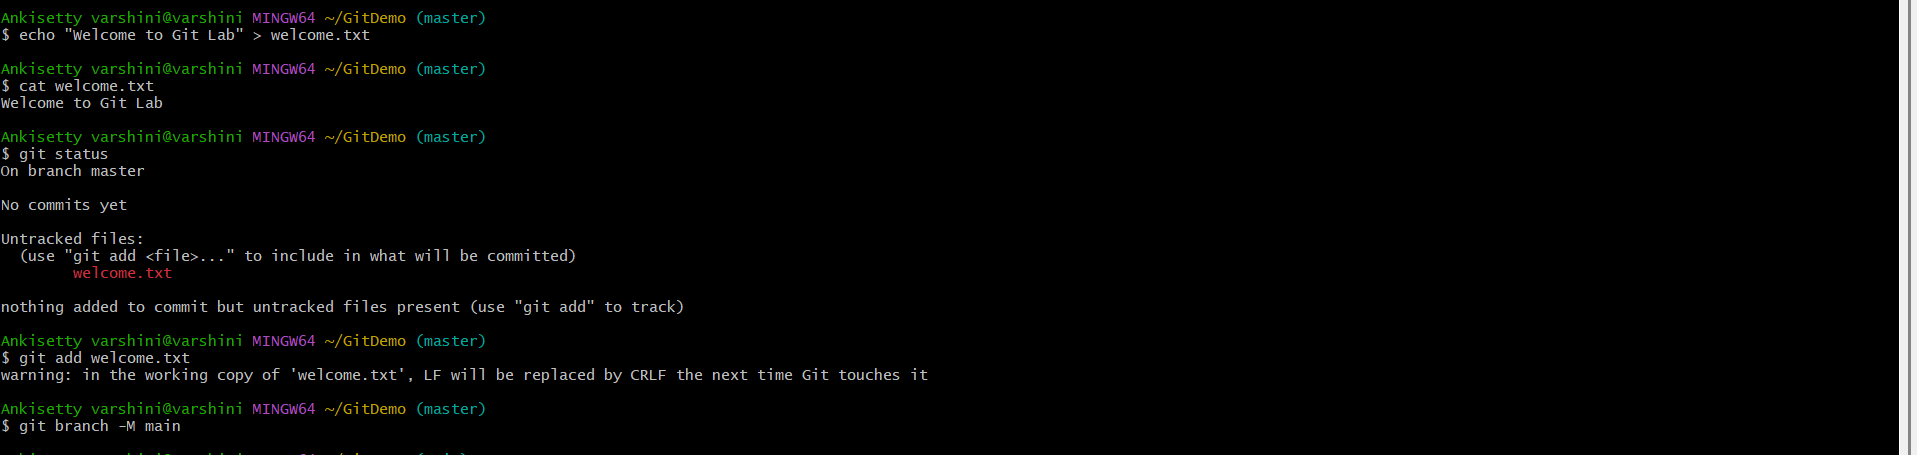 Ankisetty varshini@varshini MINGW64 ~/GitDemo (master)
$ echo "Welcome to Git Lab" > welcome.txt
Ankisetty varshini@varshini MINGW64 ~/GitDemo (master)
$ cat welcome.txt
Welcome to Git Lab
Ankisetty varshini@varshini MINGW64 ~/GitDemo (master)
$ git status
On branch master
No commits yet
Untracked files:
  (use "git add <file>..." to include in what will be committed)
        welcome.txt
nothing added to commit but untracked files present (use "git add" to track)
Ankisetty varshini@varshini MINGW64 ~/GitDemo (master)
$ git add welcome.txt
warning: in the working copy of 'welcome.txt', LF will be replaced by CRLF the next time Git touches it
Ankisetty varshini@varshini MINGW64 ~/GitDemo (master)
$ git branch -M main